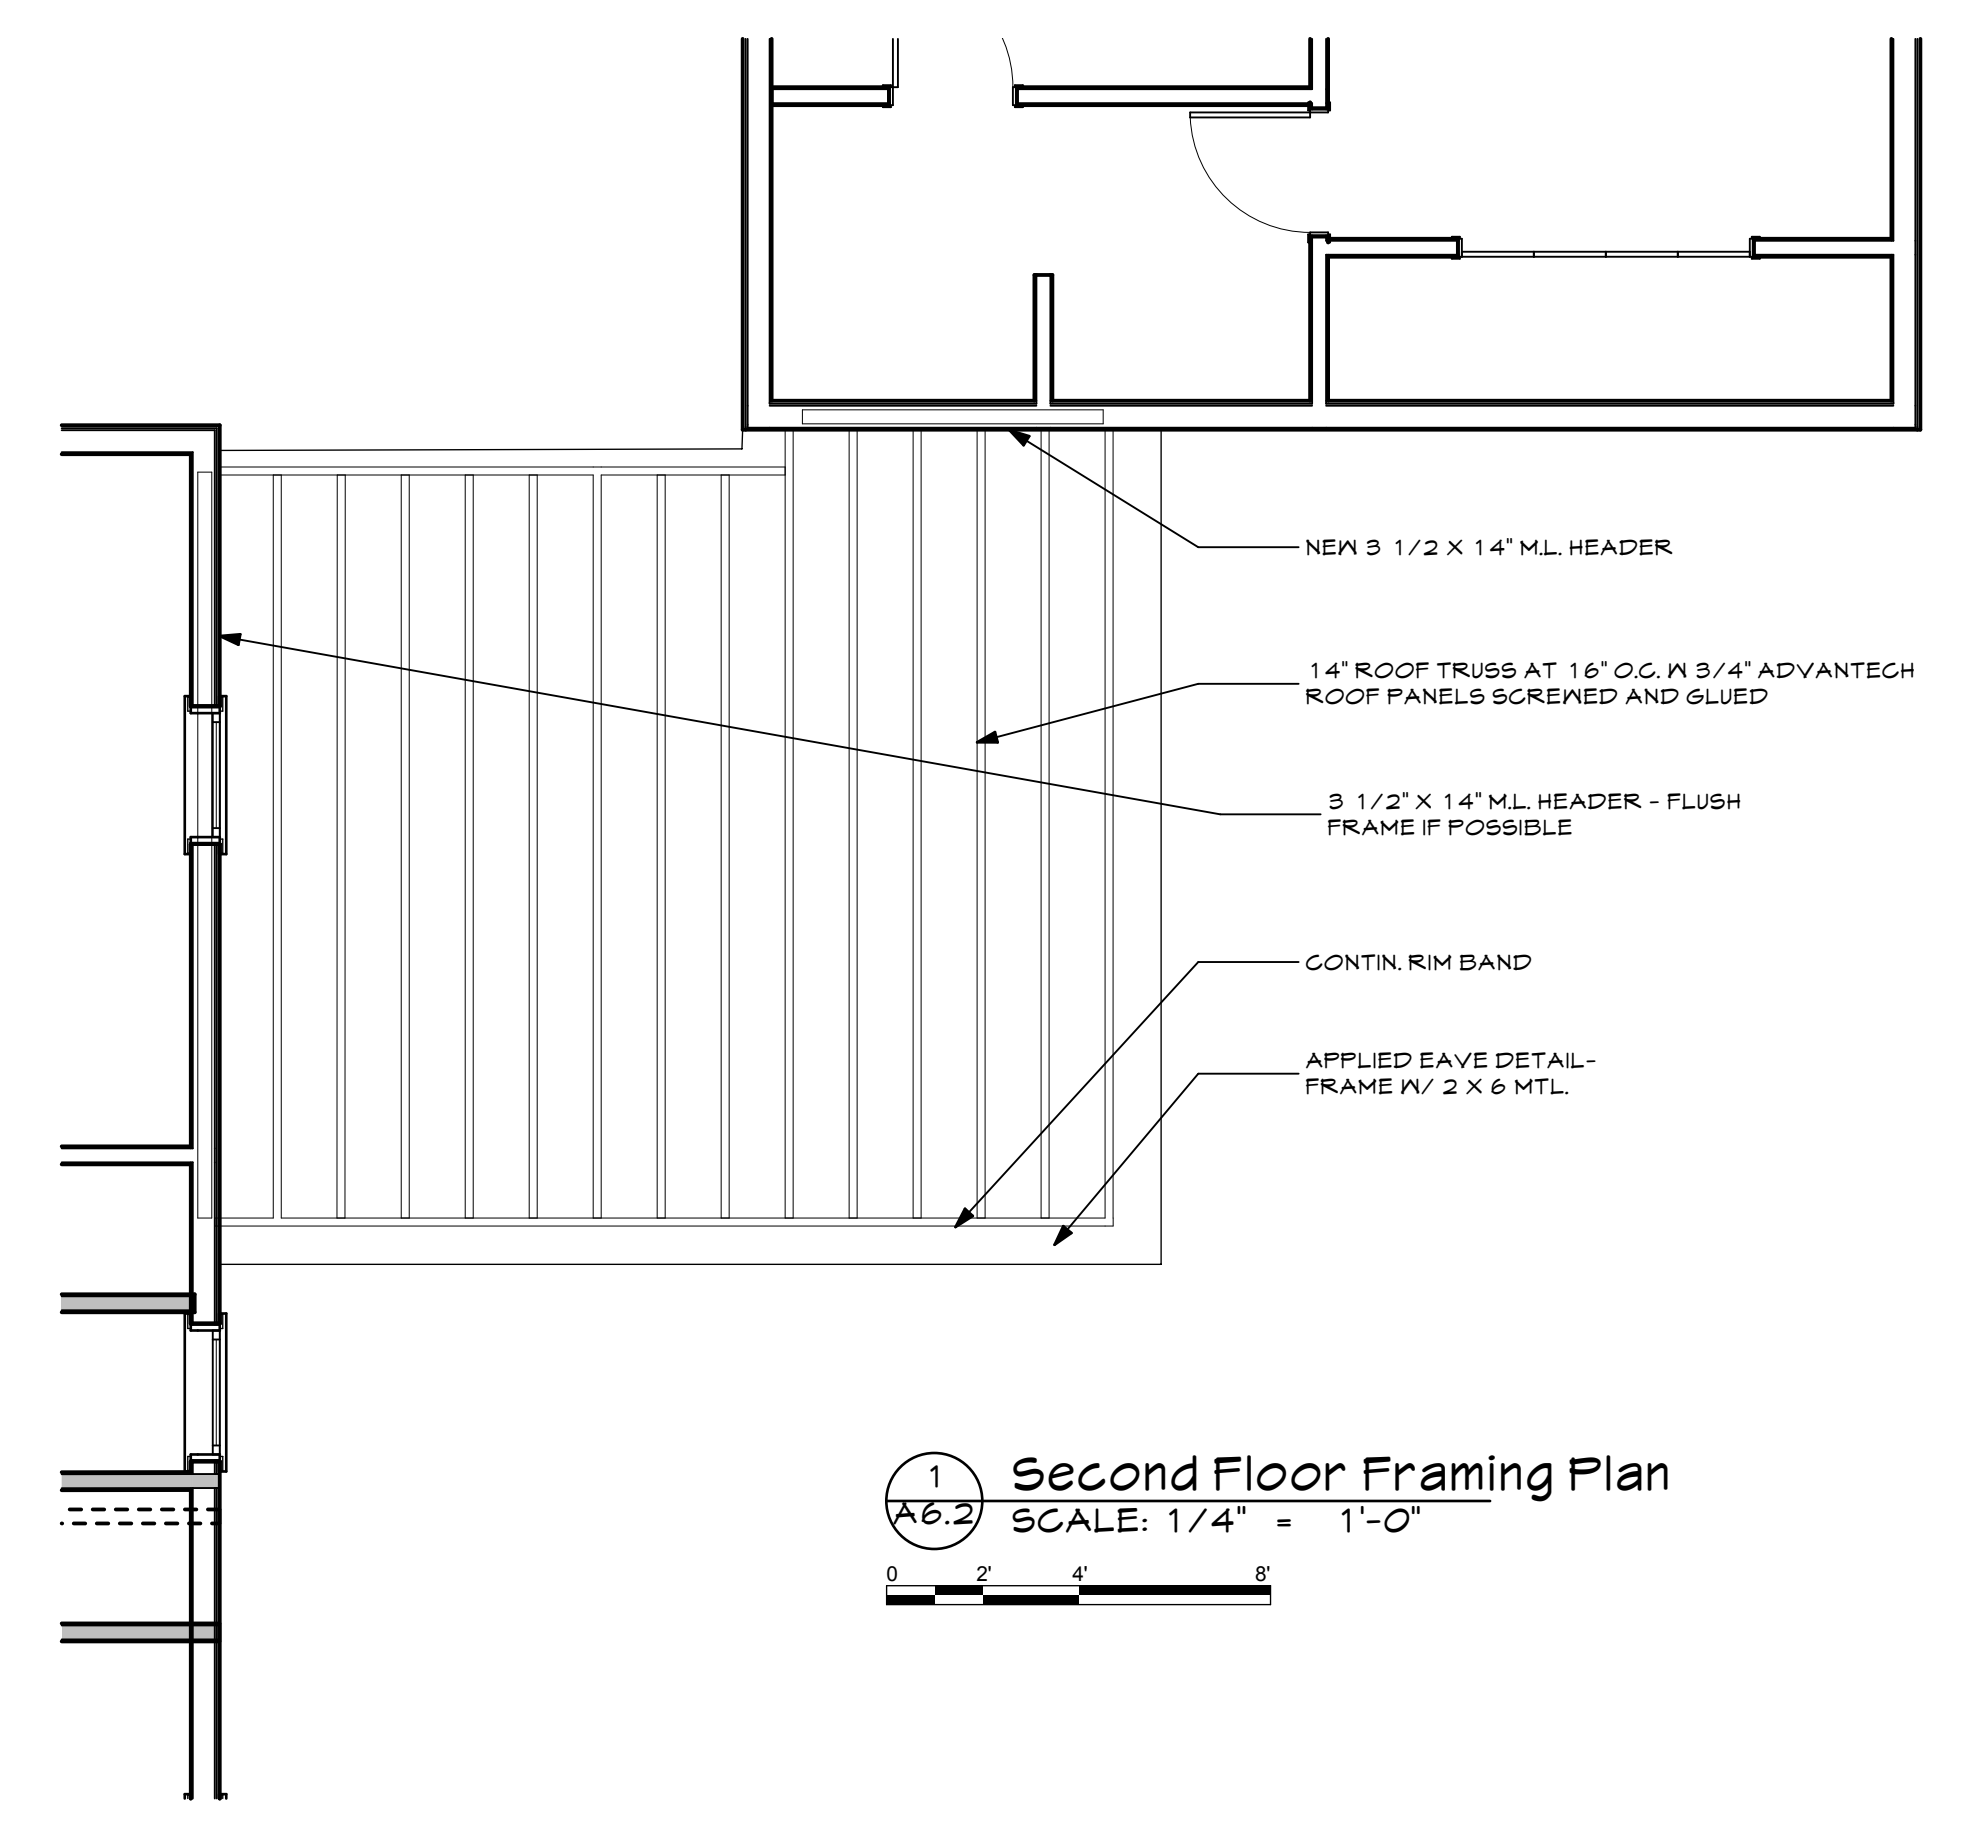 NEW 3 1/2 X 14" M.L. HEADER
14" ROOF TRUSS AT 16" O.C. W 3/4" ADVANTECH
ROOF PANELS SCREWED AND GLUED
3 1/2" X 14" M.L. HEADER - FLUSH
FRAME IF POSSIBLE
CONTIN. RIM BAND
APPLIED EAVE DETAIL-
FRAME W/ 2 X 6 MTL.
1
Second Floor Framing Plan
A6.2
SCALE: 1/4" = 1'-0"
0 2' 4' 8'